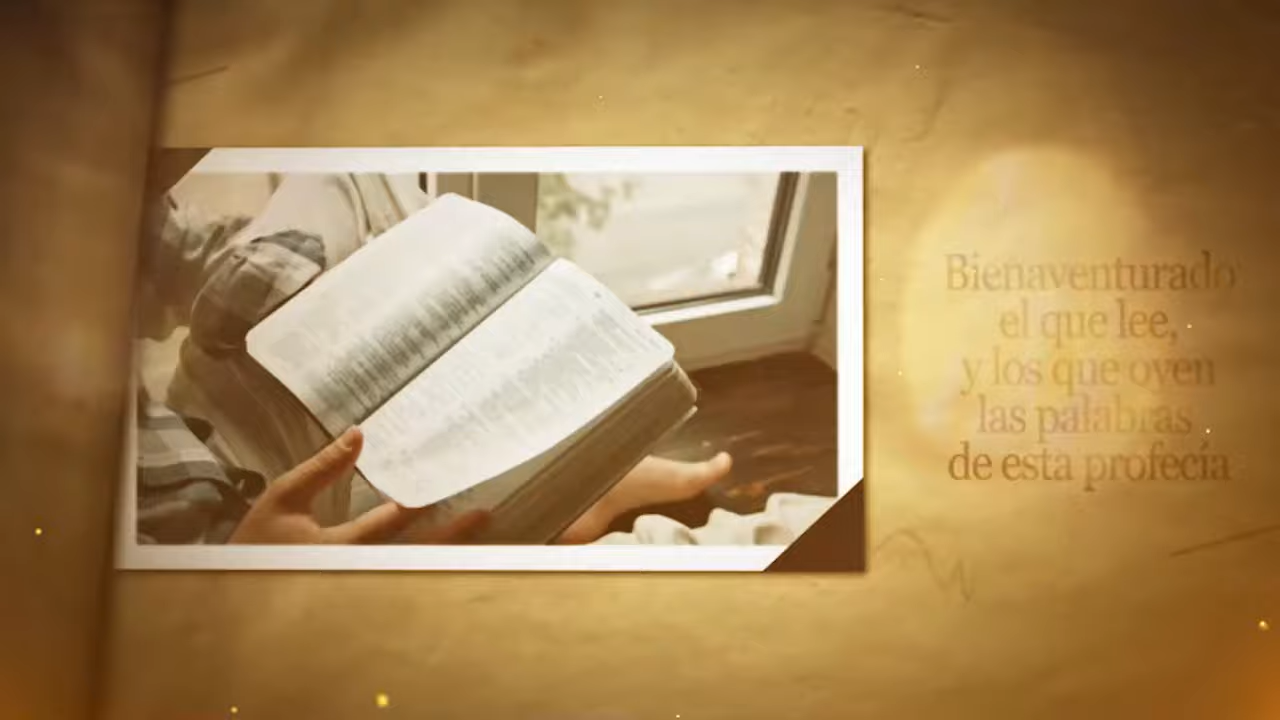 Bienaventurado
el que lee,
y los que oyen
las palabras
de esta profecía